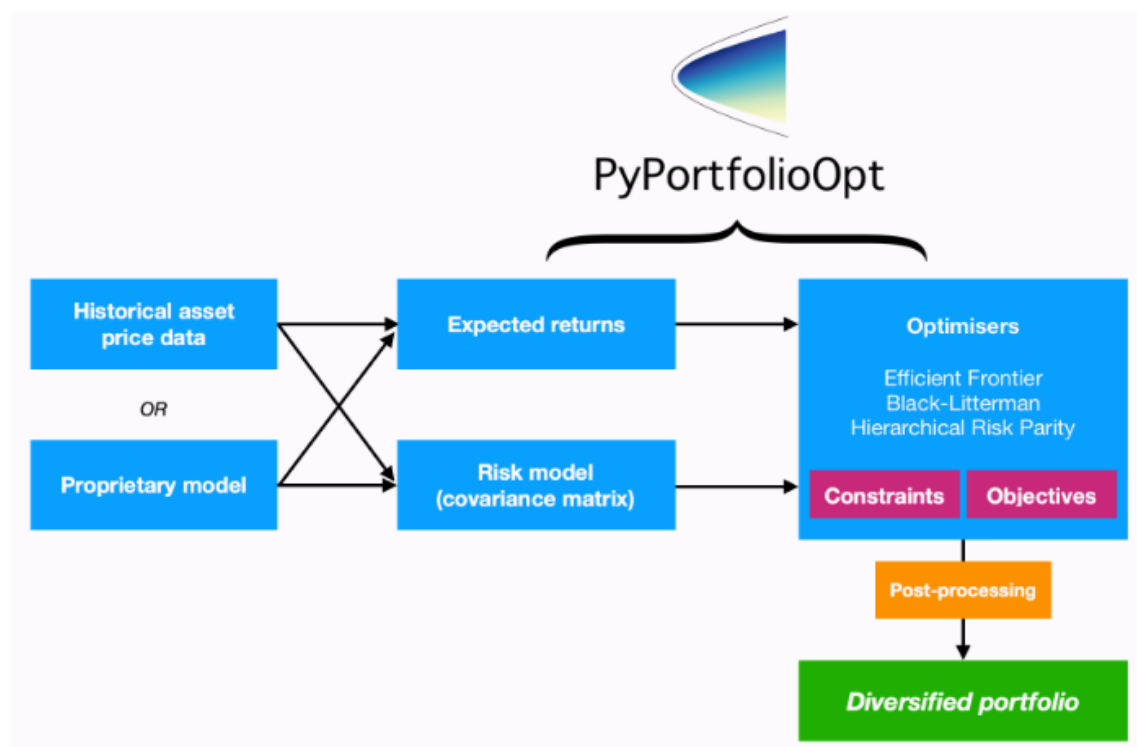 PyPortfolioOpt
Historical asset
price data
OR
Proprietary model
Expected returns
Risk model
(covariance matrix)
Optimisers
Efficient Frontier
Black-Litterman
Hierarchical Risk Parity
Constraints
Objectives
Post-processing
Diversified portfolio